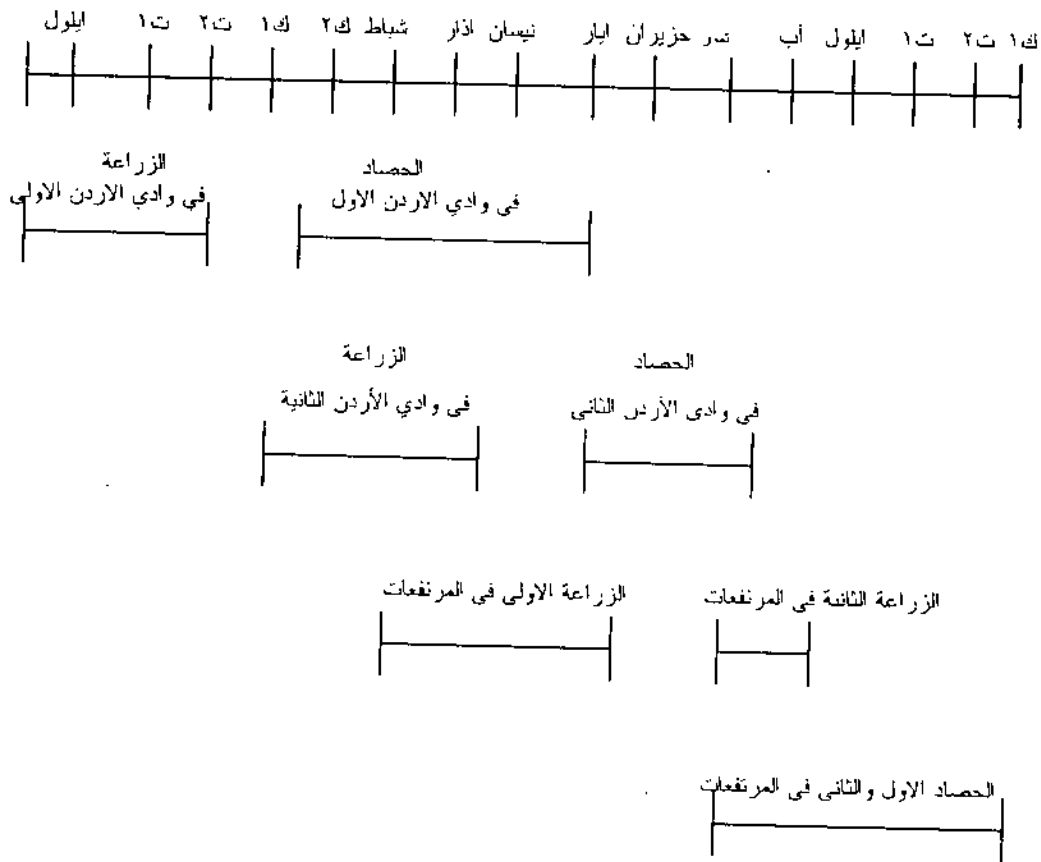 ايلول ت١ ت٢ ك١ ك٢ شباط اذار نيسان ايار حزيران تمر أب ايلول ت١ ت٢ ك١
الزراعة
في وادي الاردن الاولى
الحصاد
في وادي الاردن الاول
الزراعة
في وادي الأردن الثانية
الحصاد
في وادي الأردن الثاني
الزراعة الاولى في المرتفعات
الزراعة الثانية في المرتفعات
الحصاد الاول والثاني في المرتفعات